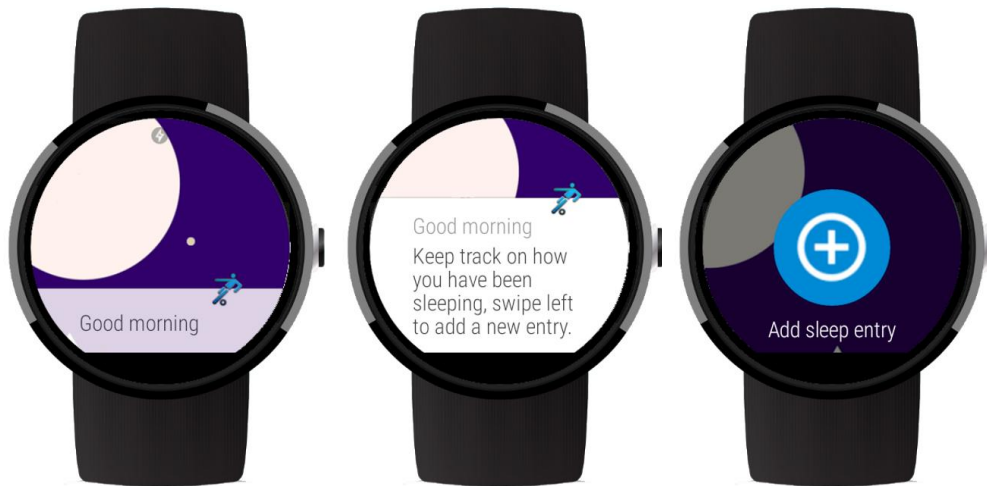 Good morning
Good morning
Keep track on how
you have been
sleeping, swipe left
to add a new entry.
Add sleep entry